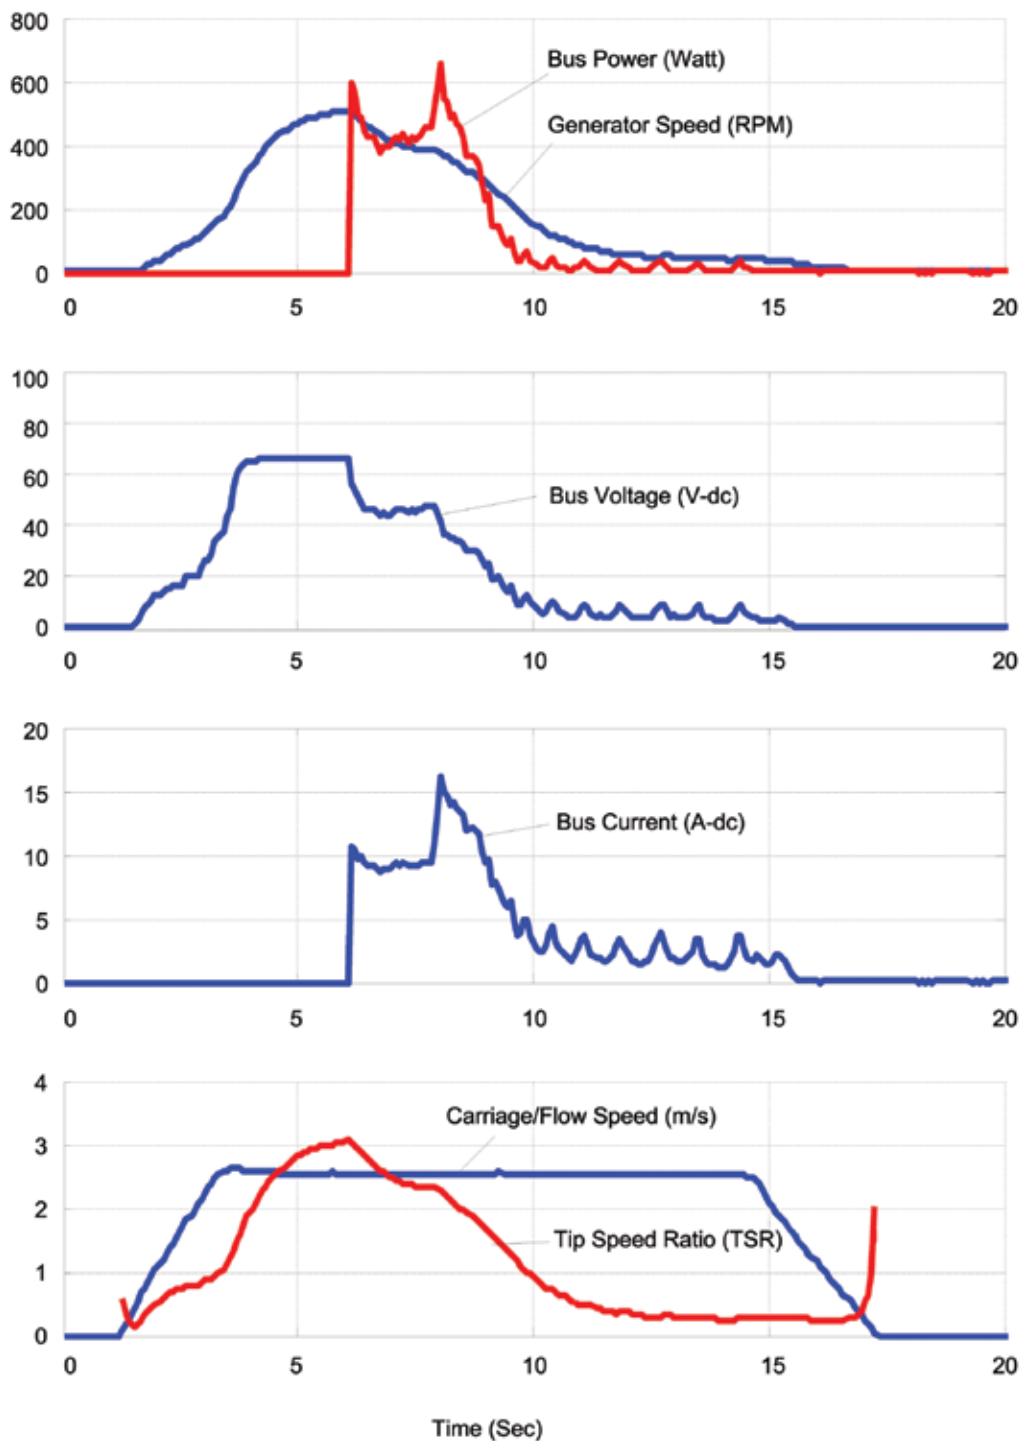 800
Bus Power (Watt)
600
Generator Speed (RPM)
400
200
0
0 5 10 15 20
100
80
60
Bus Voltage (V-dc)
40
20
0
0 5 10 15 20
20
15
Bus Current (A-dc)
10
5
0
0 5 10 15 20
4
Carriage/Flow Speed (m/s)
3
2
Tip Speed Ratio (TSR)
1
0
0 5 10 15 20
Time (Sec)